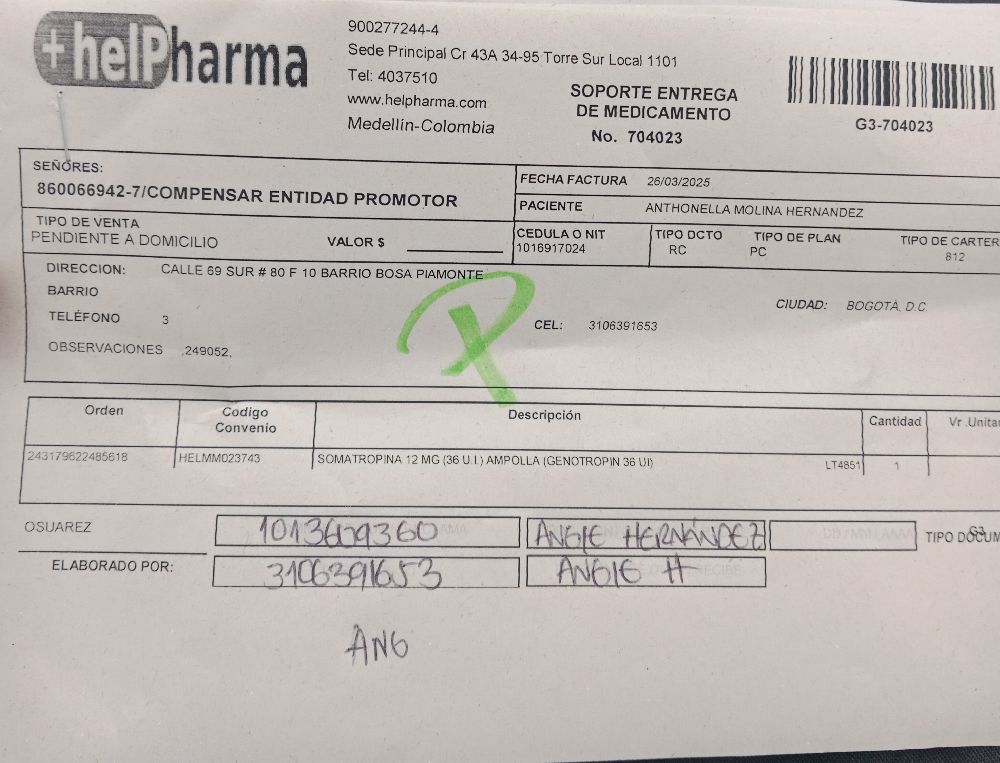 +helPharma
900277244-4
Sede Principal Cr 43A 34-95 Torre Sur Local 1101
Tel: 4037510
www.helpharma.com
Medellín-Colombia
SOPORTE ENTREGA
DE MEDICAMENTO
No. 704023
G3-704023
SEÑORES:
860066942-7/COMPENSAR ENTIDAD PROMOTOR
FECHA FACTURA 26/03/2025
PACIENTE ANTHONELLA MOLINA HERNANDEZ
TIPO DE VENTA
PENDIENTE A DOMICILIO VALOR $
CEDULA O NIT TIPO DCTO TIPO DE PLAN TIPO DE CARTER
1016917024 RC PC 812
DIRECCION: CALLE 69 SUR # 80 F 10 BARRIO BOSA PIAMONTE
BARRIO
CIUDAD: BOGOTÁ, D.C.
TELÉFONO 3 CEL: 3106391653
OBSERVACIONES ,249052,
P
Orden Codigo Convenio Descripción Cantidad Vr .Unitar
243179622485618 HELMM023743 SOMATROPINA 12 MG (36 U.I.) AMPOLLA (GENOTROPIN 36 UI) LT4851 1
OSUAREZ 1013609360 ANGIE HERNÁNDEZ TIPO DOCUM
G3
ELABORADO POR: 3106391653 ANGIE H
ANG